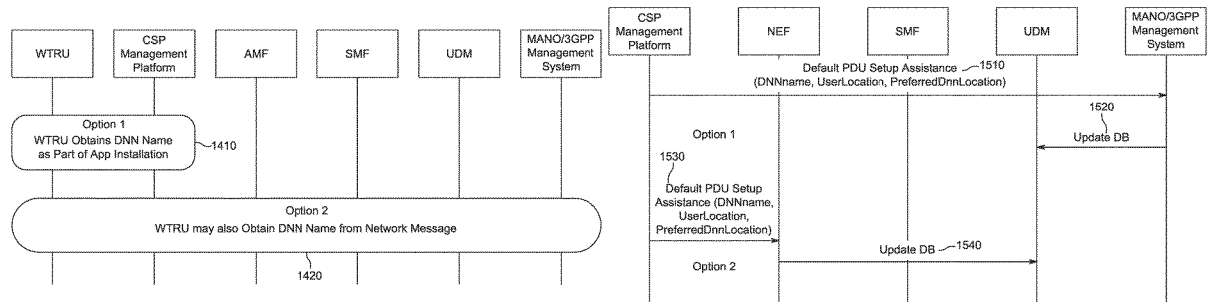 WTRU
CSP
Management
Platform
AMF
SMF
UDM
MANO/3GPP
Management
System
Option 1
WTRU Obtains DNN Name
as Part of App Installation
1410
Option 2
WTRU may also Obtain DNN Name from Network Message
1420
CSP
Management
Platform
NEF
SMF
UDM
MANO/3GPP
Management
System
Default PDU Setup Assistance
1510
(DNNname, UserLocation, PreferredDnnLocation)
1520
Option 1
Update DB
1530
Default PDU Setup
Assistance (DNNname,
UserLocation,
PreferredDnnLocation)
Update DB
1540
Option 2